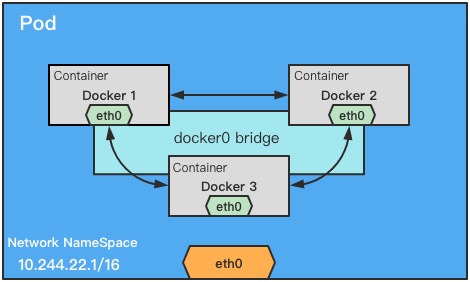 Pod
Container
Docker 1
eth0
Container
Docker 2
eth0
docker0 bridge
Container
Docker 3
eth0
Network NameSpace
10.244.22.1/16
eth0